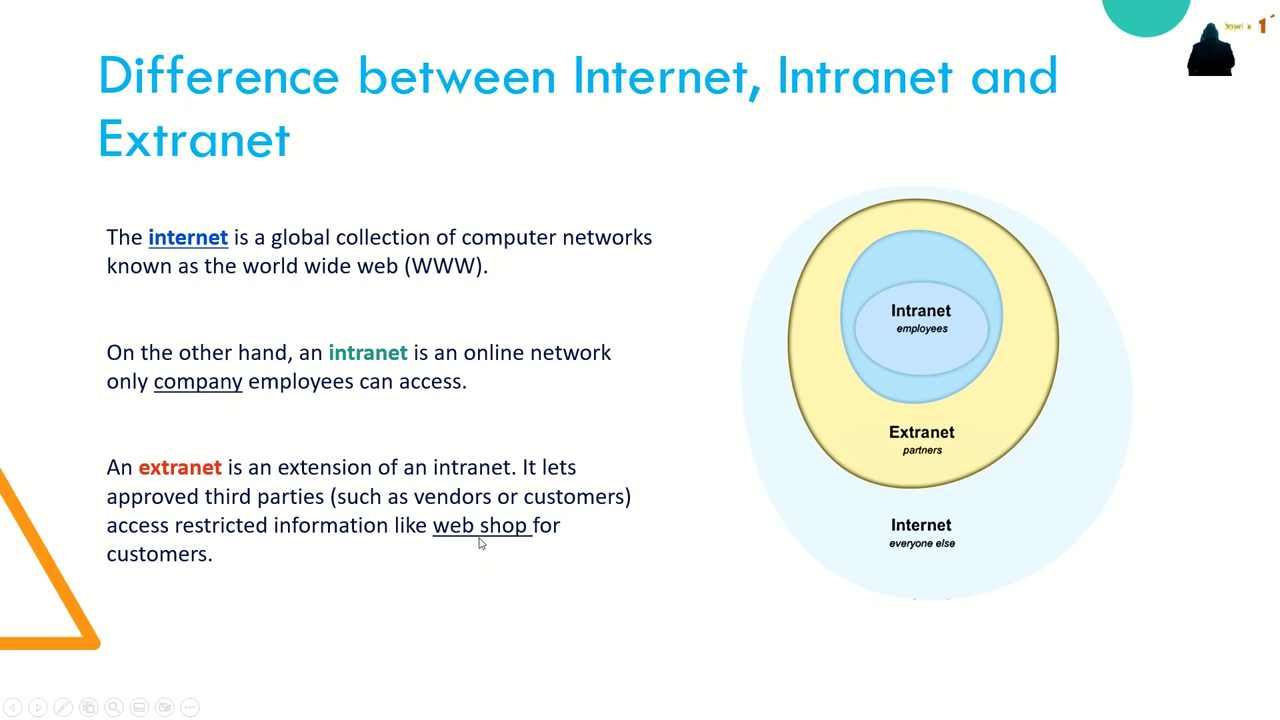 Difference between Internet, Intranet and
Extranet
The internet is a global collection of computer networks
known as the world wide web (WWW).
On the other hand, an intranet is an online network
only company employees can access.
An extranet is an extension of an intranet. It lets
approved third parties (such as vendors or customers)
access restricted information like web shop for
customers.
Intranet
employees
Extranet
partners
Internet
everyone else